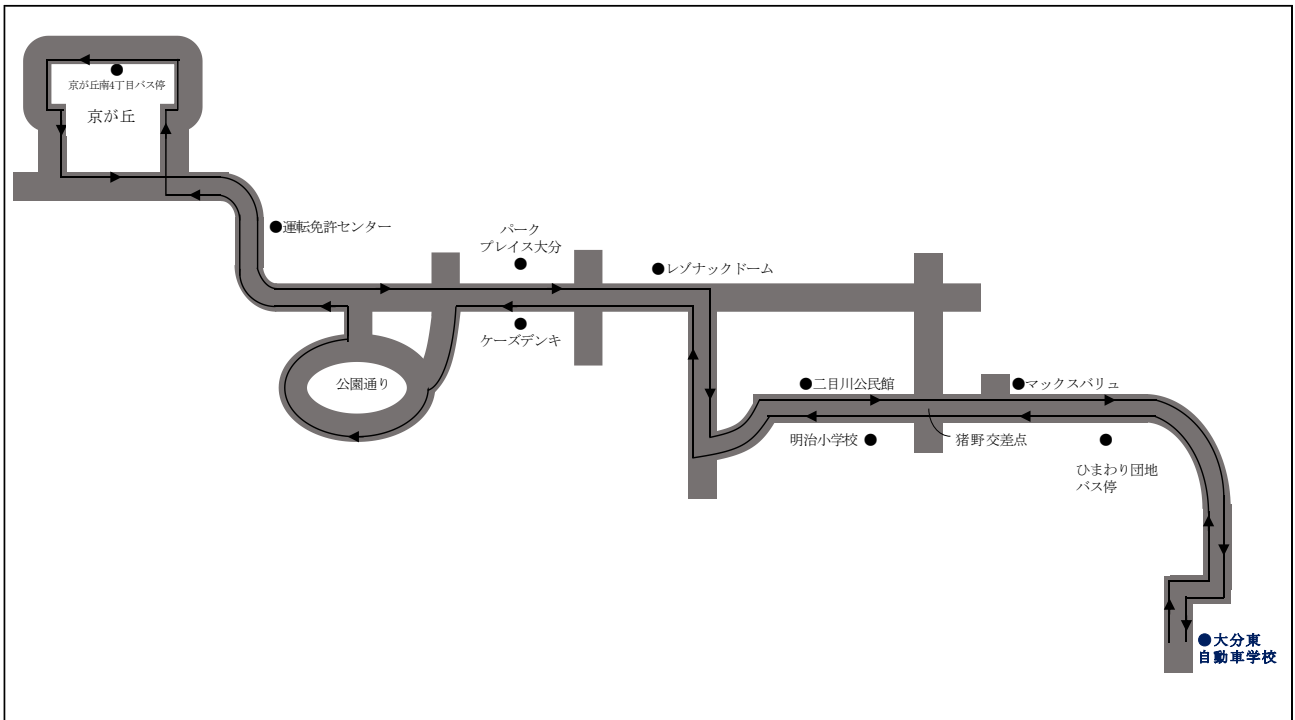 京が丘南4丁目バス停
京が丘
運転免許センター
パーク
プレイス大分
レゾナックドーム
ケーズデンキ
公園通り
二目川公民館
マックスバリュ
明治小学校
猪野交差点
ひまわり団地
バス停
大分東
自動車学校